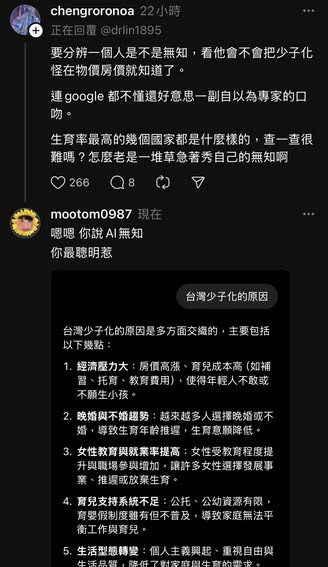 chengroronoa 22小時
正在回覆 @drlin1895
要分辨一個人是不是無知，看他會不會把少子化
怪在物價房價就知道了。
連google 都不懂還好意思一副自以為專家的口
吻。
生育率最高的幾個國家都是什麼樣的，查一查很
難嗎？怎麼老是一堆草急著秀自己的無知啊
266 8
mootom0987 現在
嗯嗯 你說AI無知
你最聰明惹
台灣少子化的原因
台灣少子化的原因是多方面交織的，主要包括
以下幾點：
1. 經濟壓力大：房價高漲、育兒成本高（如補
習、托育、教育費用），使得年輕人不敢或
不願生小孩。
2. 晚婚與不婚趨勢：越來越多人選擇晚婚或不
婚，導致生育年齡推遲，生育意願降低。
3. 女性教育與就業率提高：女性受教育程度提
升與職場參與增加，讓許多女性選擇發展事
業、推遲或放棄生育。
4. 育兒支持系統不足：公托、公幼資源有限，
育嬰假制度雖有但不普及，導致家庭無法平
衡工作與育兒。
5. 生活型態轉變：個人主義興起、重視自由與
生活品質，降低了對家庭與生育的需求。